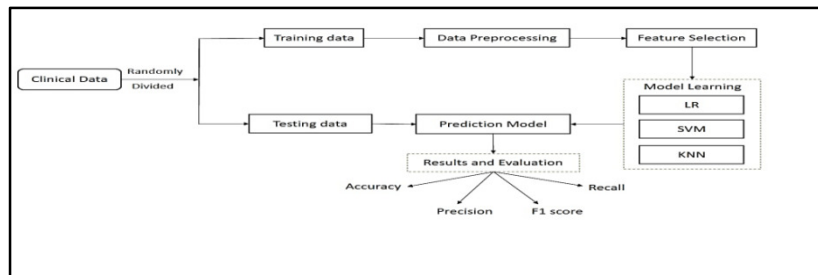 Training data
Data Preprocessing
Feature Selection
Clinical Data
Randomly
Divided
Model Learning
LR
SVM
KNN
Testing data
Prediction Model
Results and Evaluation
Accuracy
Precision
F1 score
Recall